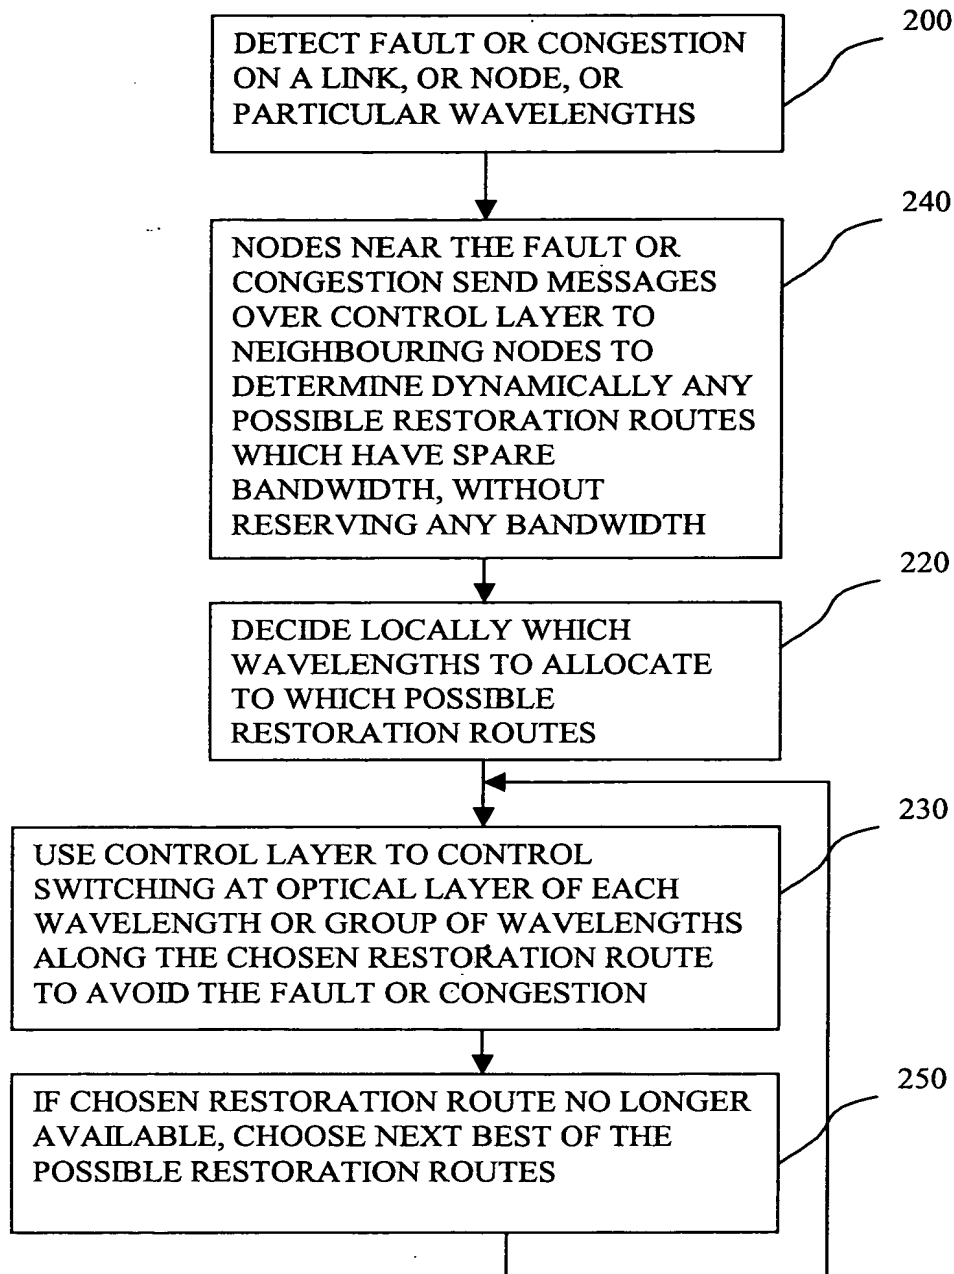 200
DETECT FAULT OR CONGESTION
ON A LINK, OR NODE, OR
PARTICULAR WAVELENGTHS
240
NODES NEAR THE FAULT OR
CONGESTION SEND MESSAGES
OVER CONTROL LAYER TO
NEIGHBOURING NODES TO
DETERMINE DYNAMICALLY ANY
POSSIBLE RESTORATION ROUTES
WHICH HAVE SPARE
BANDWIDTH, WITHOUT
RESERVING ANY BANDWIDTH
220
DECIDE LOCALLY WHICH
WAVELENGTHS TO ALLOCATE
TO WHICH POSSIBLE
RESTORATION ROUTES
230
USE CONTROL LAYER TO CONTROL
SWITCHING AT OPTICAL LAYER OF EACH
WAVELENGTH OR GROUP OF WAVELENGTHS
ALONG THE CHOSEN RESTORATION ROUTE
TO AVOID THE FAULT OR CONGESTION
250
IF CHOSEN RESTORATION ROUTE NO LONGER
AVAILABLE, CHOOSE NEXT BEST OF THE
POSSIBLE RESTORATION ROUTES